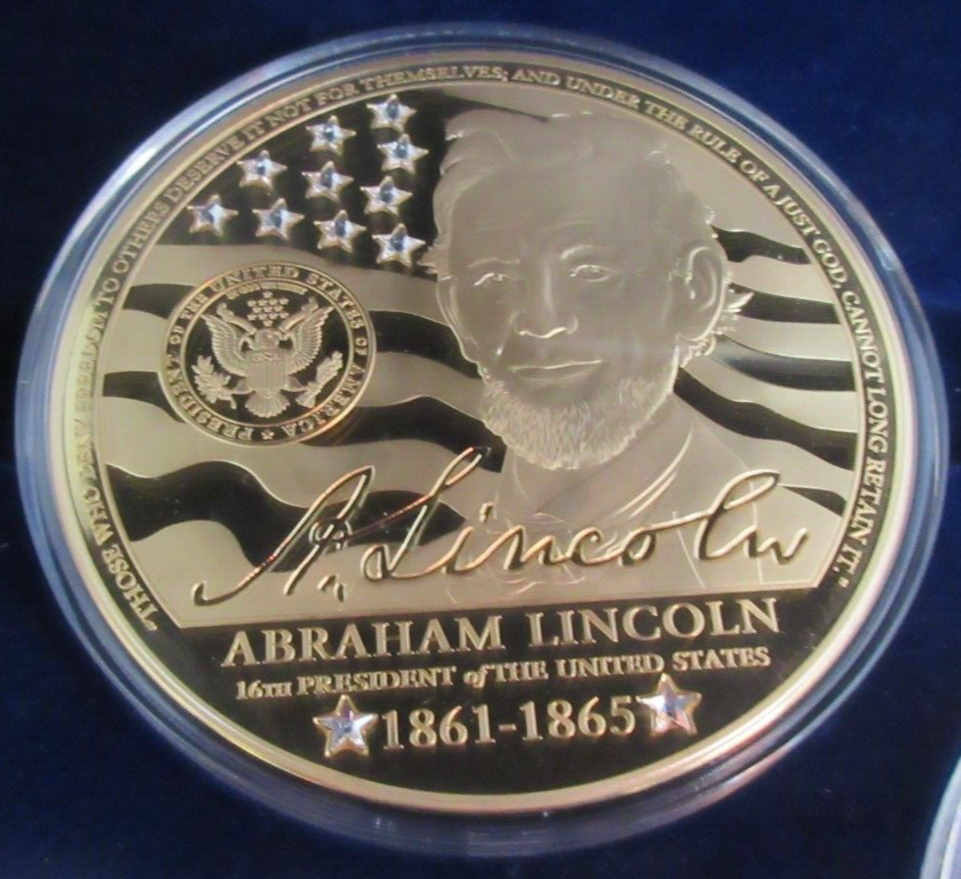 "THOSE WHO DENY FREEDOM TO OTHERS DESERVE IT NOT FOR THEMSELVES; AND UNDER THE RULE OF A JUST GOD, CANNOT LONG RETAIN IT."
PRESIDENT OF THE UNITED STATES OF AMERICA
A. Lincoln
ABRAHAM LINCOLN
16TH PRESIDENT of THE UNITED STATES
1861-1865